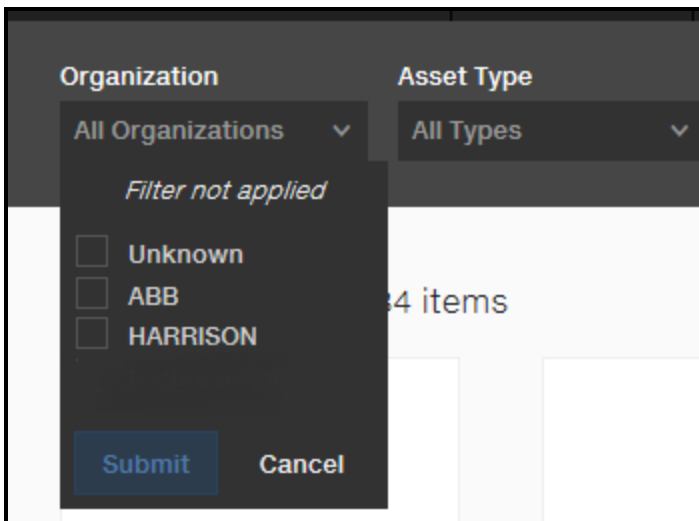 Organization
Asset Type
All Organizations
All Types
Filter not applied
Unknown
ABB
HARRISON
4 items
Submit
Cancel